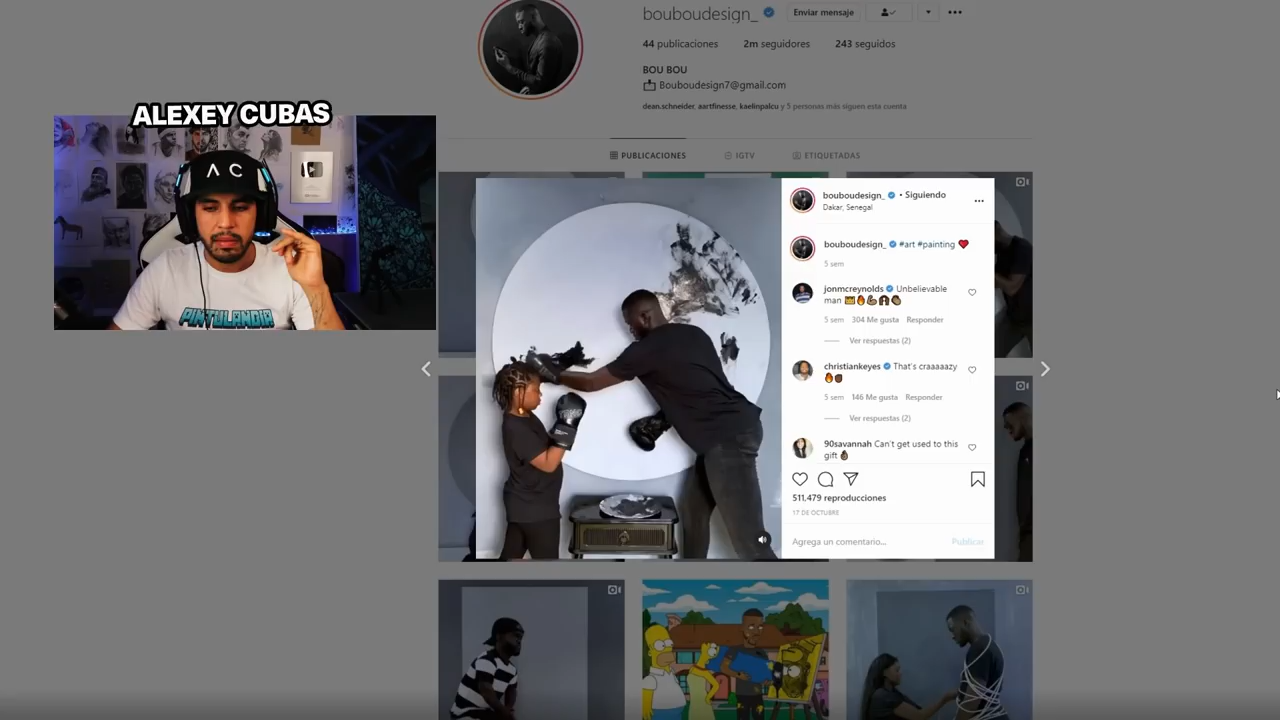 bouboudesign_ Enviar mensaje
44 publicaciones 2m seguidores 243 seguidos
BOU BOU
Bouboudesign7@gmail.com
dean.schneider, aartfinesse, kaelinpalcu y 5 personas más siguen esta cuenta
ALEXEY CUBAS
AC
PINTULANDIA
PUBLICACIONES IGTV ETIQUETADAS
bouboudesign_ • Siguiendo
Dakar, Senegal
bouboudesign_ #art #painting
5 sem
jonmcreynolds Unbelievable
man
5 sem 304 Me gusta Responder
Ver respuestas (2)
christiankeyes That's craaaaazy
5 sem 146 Me gusta Responder
Ver respuestas (2)
90savannah Can't get used to this
gift
511,479 reproducciones
17 DE OCTUBRE
Agrega un comentario... Publicar